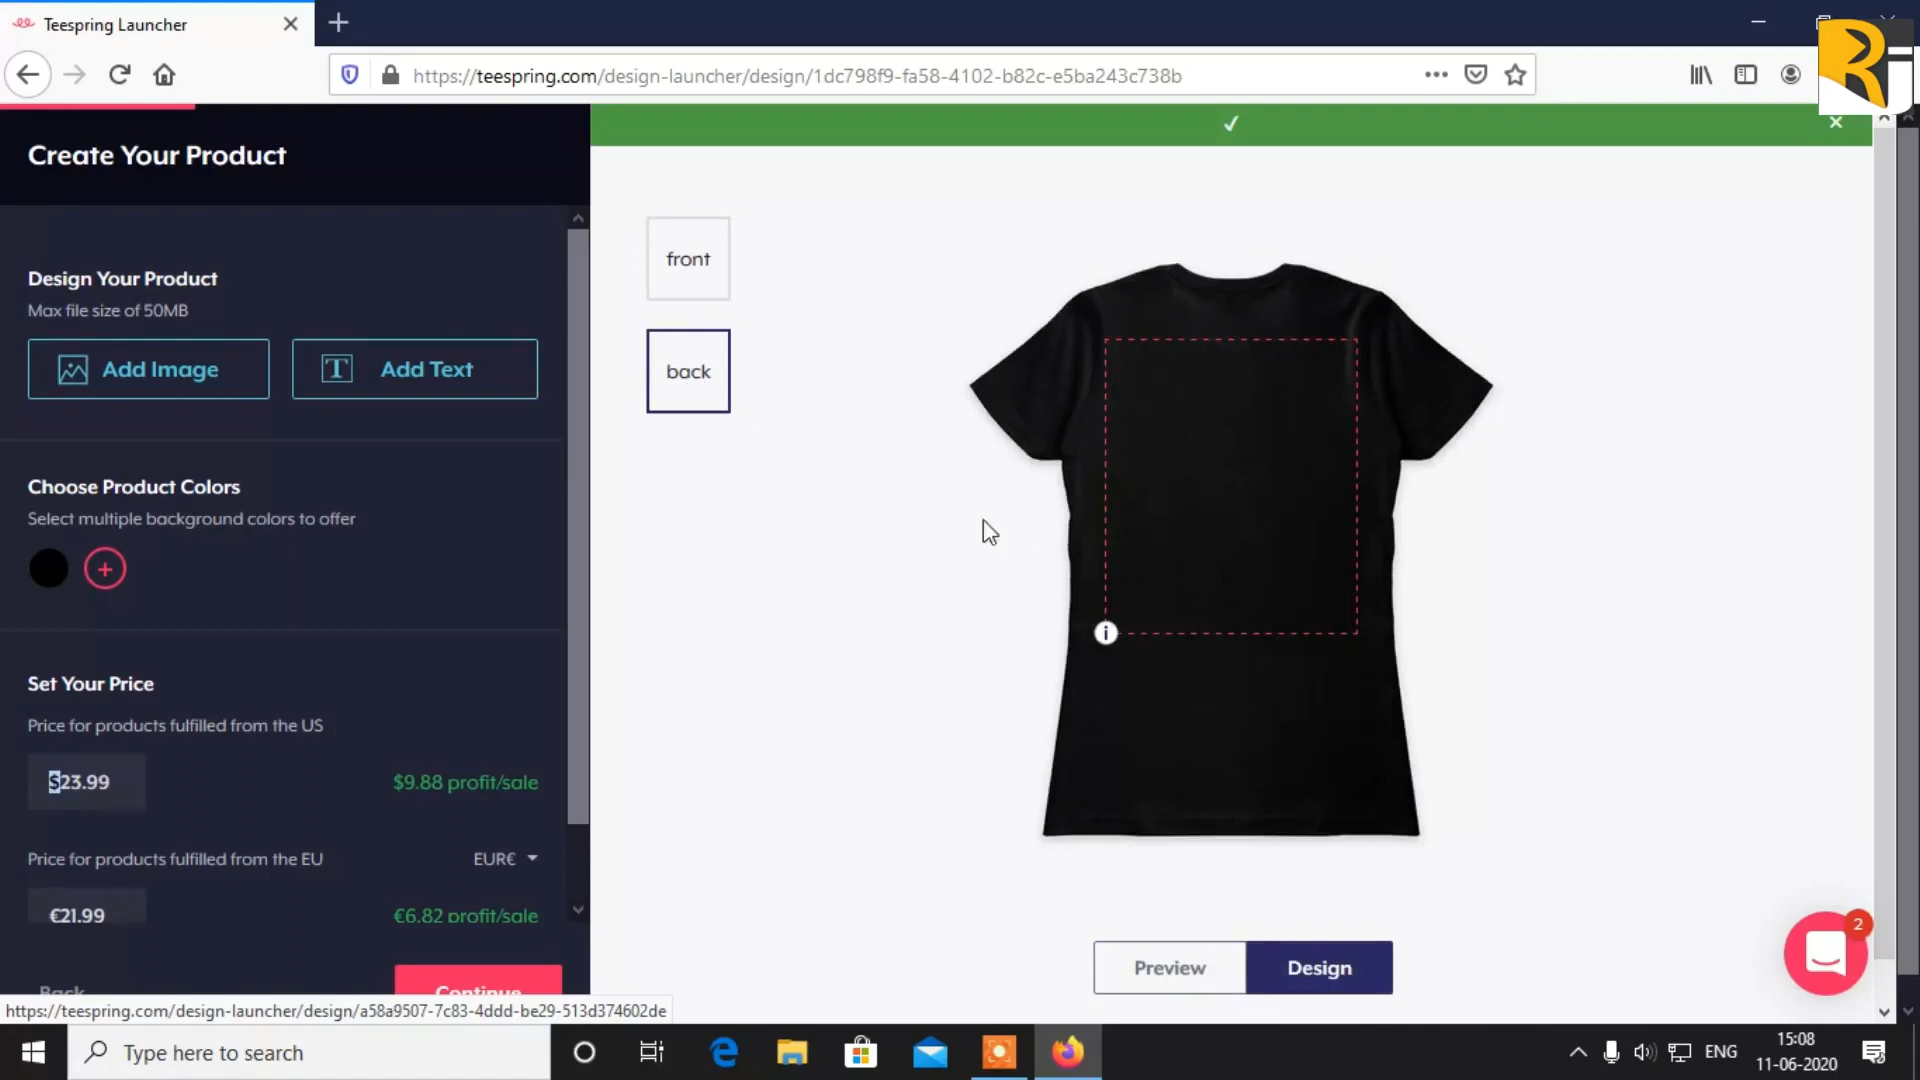 Teespring Launcher
https://teespring.com/design-launcher/design/1dc798f9-fa58-4102-b82c-e5ba243c738b
Create Your Product
Design Your Product
Max file size of 50MB
Add Image
T Add Text
Choose Product Colors
Select multiple background colors to offer
Set Your Price
Price for products fulfilled from the US
$23.99 $9.88 profit/sale
Price for products fulfilled from the EU EUR€
€21.99 €6.82 profit/sale
Back Continue
https://teespring.com/design-launcher/design/a58a9507-7c83-4ddd-be29-513d374602de
front
back
i
Preview Design
2
Type here to search
ENG
15:08
11-06-2020